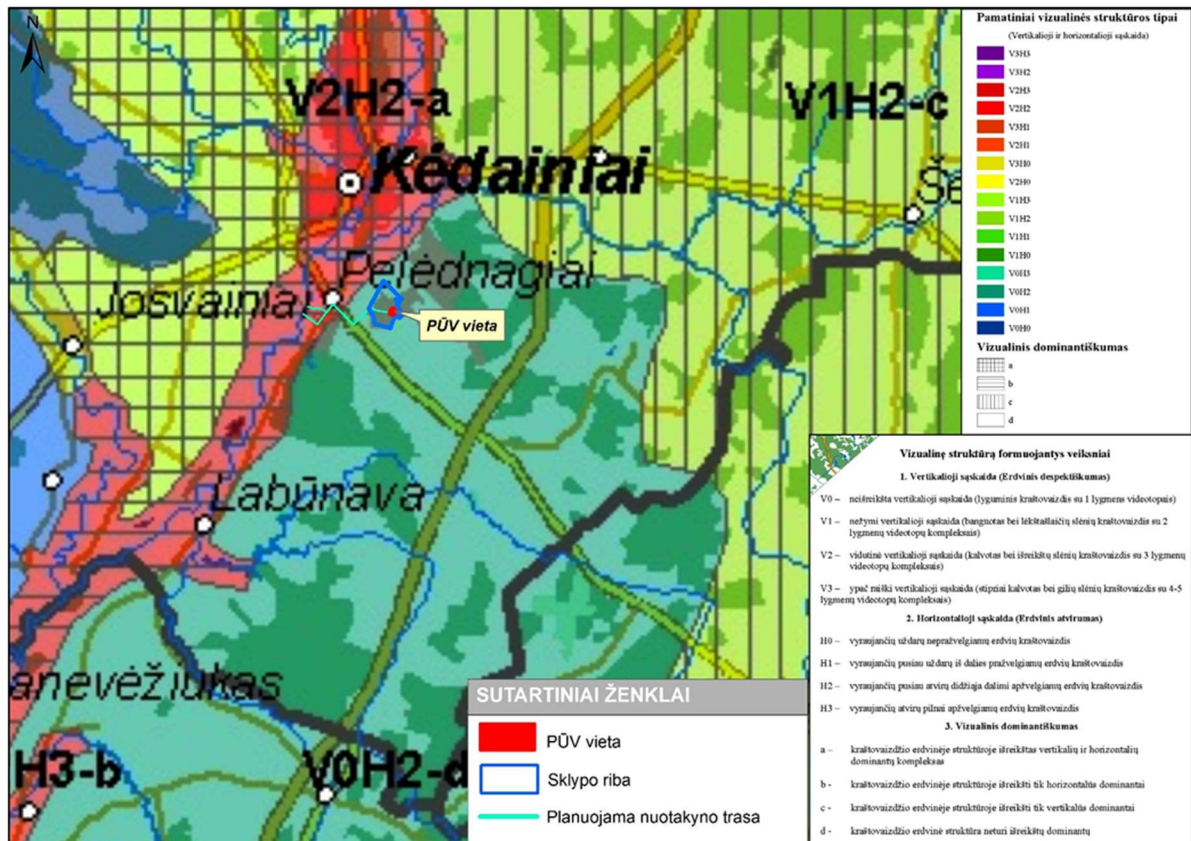 N
V2H2-a
V1H2-c
Kėdainiai
Še
Pelėdnagiai
Josvainiai
PŪV vieta
Labūnava
anevėžiukas
H3-b
V0H2-d
SUTARTINIAI ŽENKLAI
PŪV vieta
Sklypo riba
Planuojama nuotakyno trasa
Pamatiniai vizualinės struktūros tipai
(Vertikalioji ir horizontalioji sąskaida)
V3H3
V3H2
V2H3
V2H2
V3H1
V2H1
V3H0
V2H0
V1H3
V1H2
V1H1
V1H0
V0H3
V0H2
V0H1
V0H0
Vizualinis dominantiškumas
a
b
c
d
Vizualinę struktūrą formuojantys veiksniai
1. Vertikalioji sąskaida (Erdvinis despektiškumas)
V0 – neišreikšta vertikalioji sąskaida (lyguminis kraštovaizdis su 1 lygmens videotopais)
V1 – nežymi vertikalioji sąskaida (banguotas bei lėkštašlaičių slėnių kraštovaizdis su 2
lygmenų videotopų kompleksais)
V2 – vidutinė vertikalioji sąskaida (kalvotas bei išreikštų slėnių kraštovaizdis su 3 lygmenų
videotopų kompleksais)
V3 – ypač raiški vertikalioji sąskaida (stipriai kalvotas bei gilių slėnių kraštovaizdis su 4-5
lygmenų videotopų kompleksais)
2. Horizontalioji sąskaida (Erdvinis atvirumas)
H0 – vyraujančių uždarų nepražvelgiamų erdvių kraštovaizdis
H1 – vyraujančių pusiau uždarų iš dalies pražvelgiamų erdvių kraštovaizdis
H2 – vyraujančių pusiau atvirų didžiąja dalimi apžvelgiamų erdvių kraštovaizdis
H3 – vyraujančių atvirų pilnai apžvelgiamų erdvių kraštovaizdis
3. Vizualinis dominantiškumas
a – kraštovaizdžio erdvinėje struktūroje išreikštas vertikalių ir horizontalių
dominantų kompleksas
b - kraštovaizdžio erdvinėje struktūroje išreikšti tik horizontalūs dominantai
c - kraštovaizdžio erdvinėje struktūroje išreikšti tik vertikalūs dominantai
d - kraštovaizdžio erdvinė struktūra neturi išreikštų dominantų